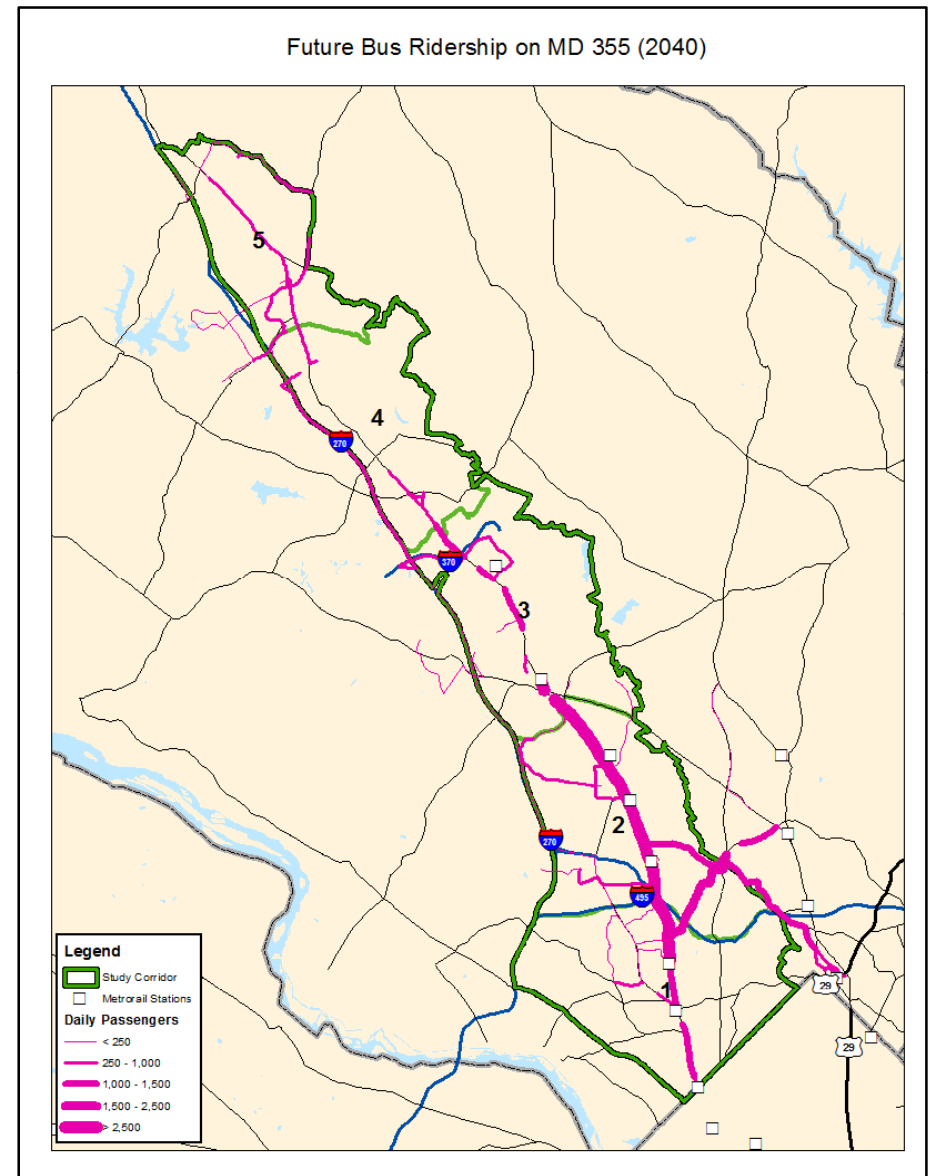 Future Bus Ridership on MD 355 (2040)
5
4
270
370
3
2
270
495
1
29
29
Legend
Study Corridor
Metrorail Stations
Daily Passengers
< 250
250 - 1,000
1,000 - 1,500
1,500 - 2,500
> 2,500